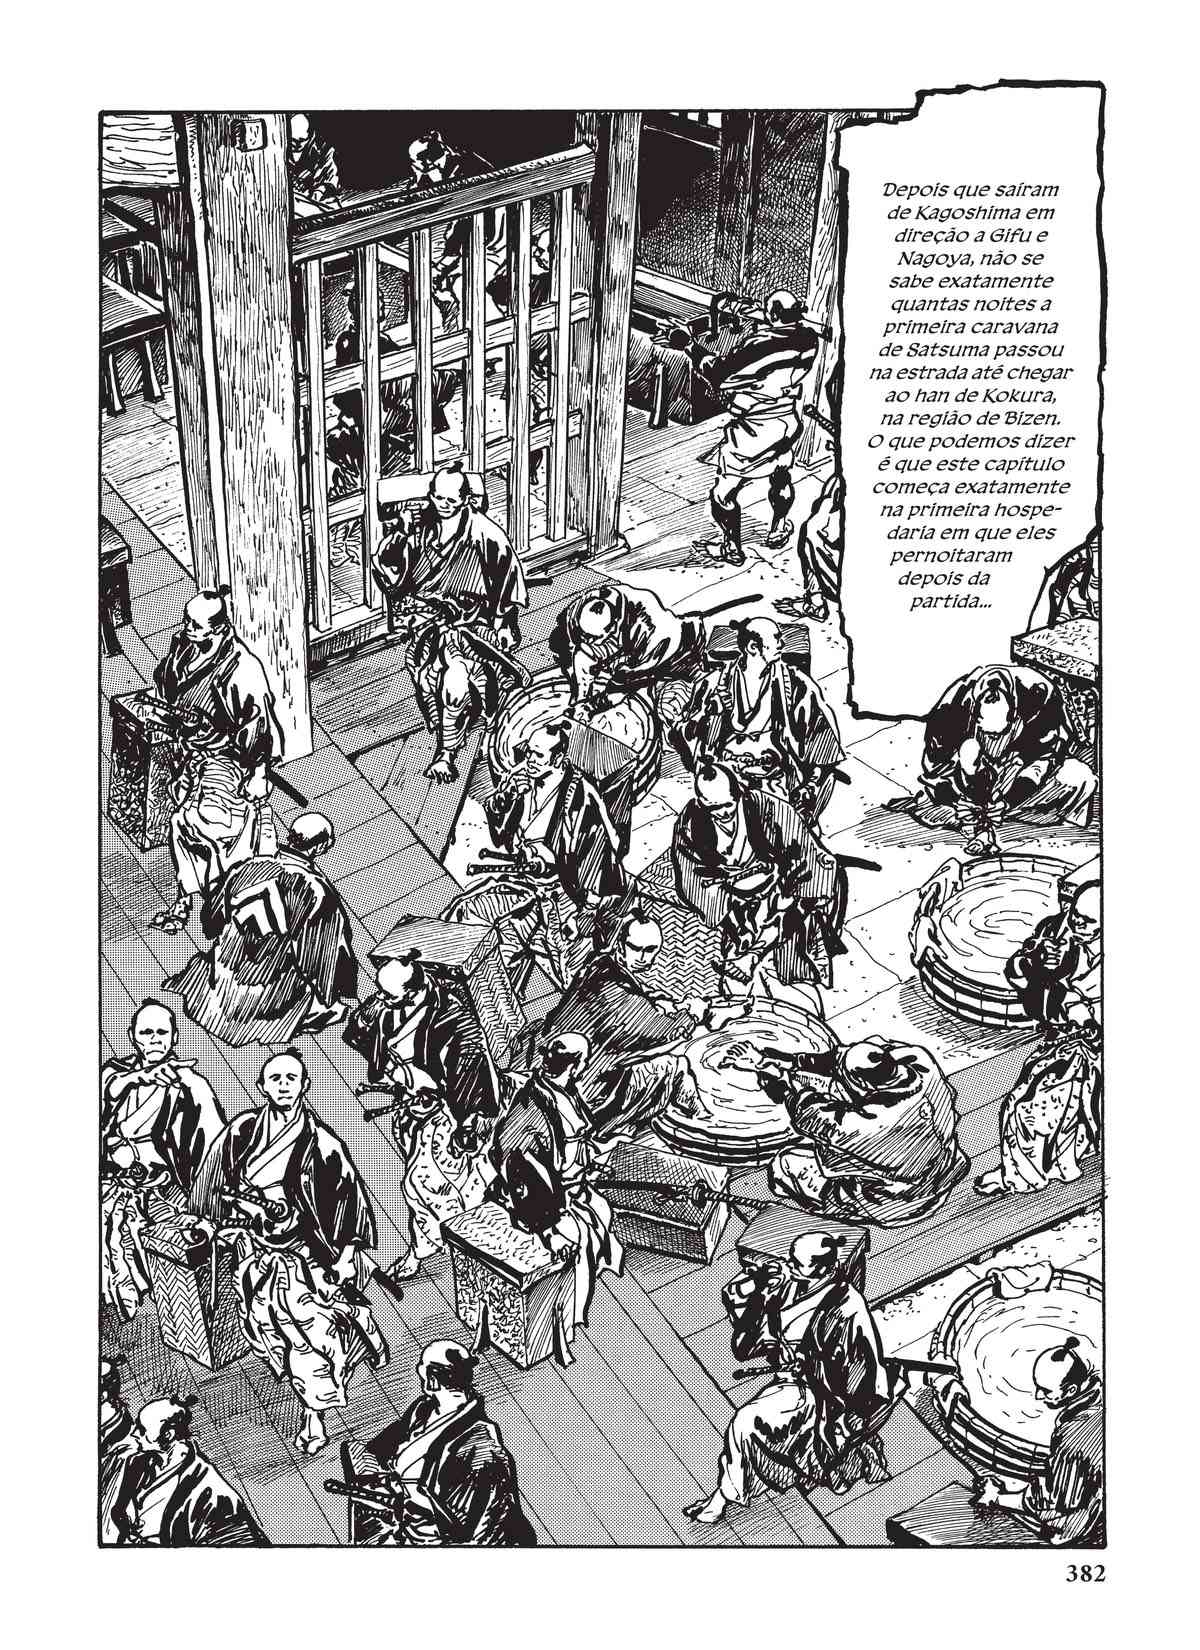 Depois que saíram
de Kagoshima em
direção a Gifu e
Nagoya, não se
sabe exatamente
quantas noites a
primeira caravana
de Satsuma passou
na estrada até chegar
ao han de Kokura,
na região de Bizen.
O que podemos dizer
é que este capítulo
começa exatamente
na primeira hospe-
daria em que eles
pernoitaram
depois da
partida...
382